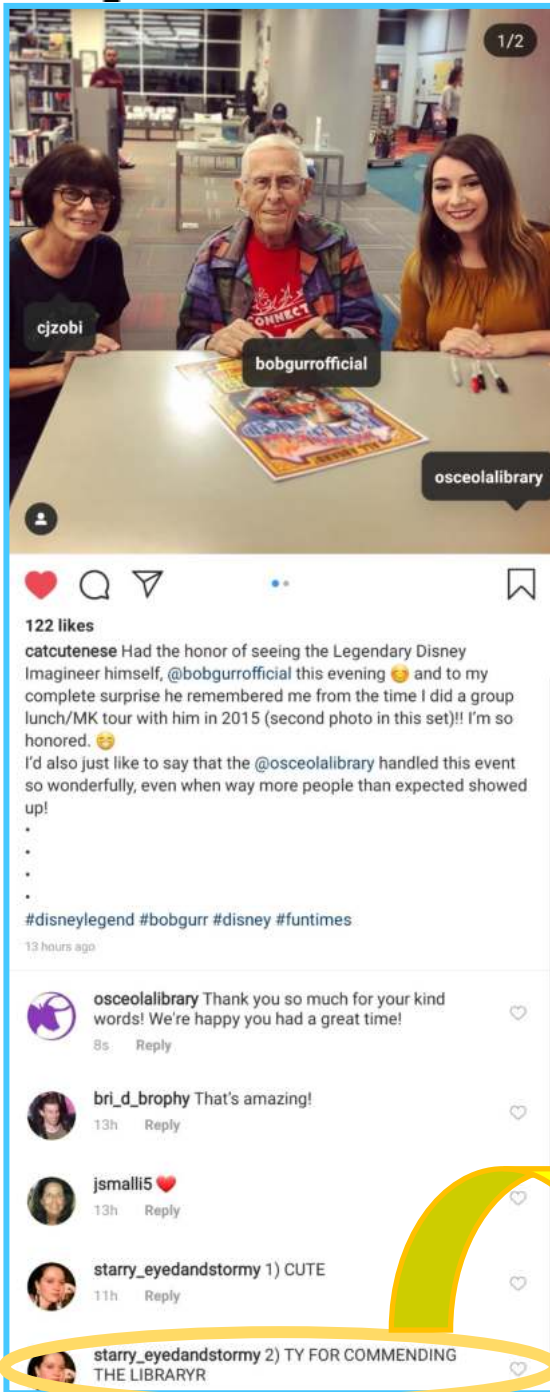 1/2
CONNECT
cjzobi
bobgurrofficial
osceolalibrary
122 likes
catcutenese Had the honor of seeing the Legendary Disney
Imagineer himself, @bobgurrofficial this evening 😊 and to my
complete surprise he remembered me from the time I did a group
lunch/MK tour with him in 2015 (second photo in this set)!! I'm so
honored. 😁
I'd also just like to say that the @osceolalibrary handled this event
so wonderfully, even when way more people than expected showed
up!
•
•
•
•
#disneylegend #bobgurr #disney #funtimes
13 hours ago
osceolalibrary Thank you so much for your kind
words! We're happy you had a great time!
8s Reply
bri_d_brophy That's amazing!
13h Reply
jsmalli5 ❤️
13h Reply
starry_eyedandstormy 1) CUTE
11h Reply
starry_eyedandstormy 2) TY FOR COMMENDING
THE LIBRARYR